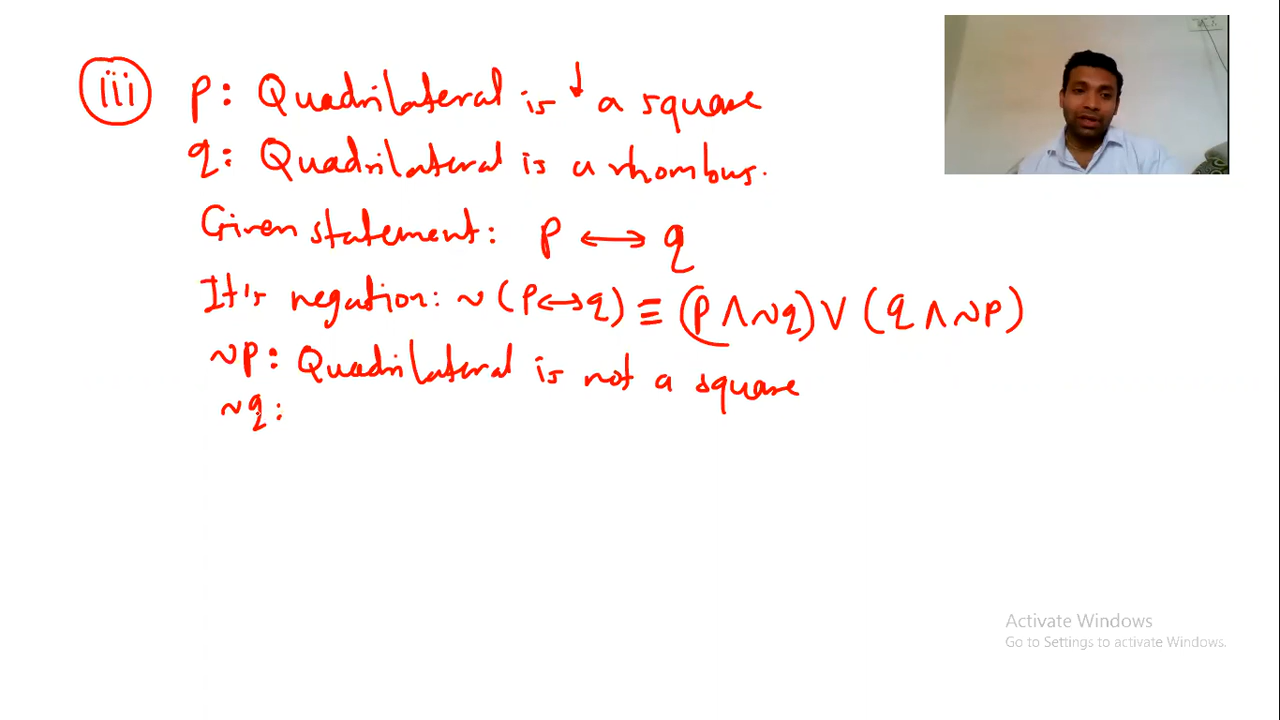 iii p: Quadrilateral is a square
q: Quadrilateral is a rhombus.
Given statement: p ↔ q
It's negation: ~(p↔q) ≡ (p ∧ ~q) ∨ (q ∧ ~p)
~p: Quadrilateral is not a square
~q:
Activate Windows
Go to Settings to activate Windows.